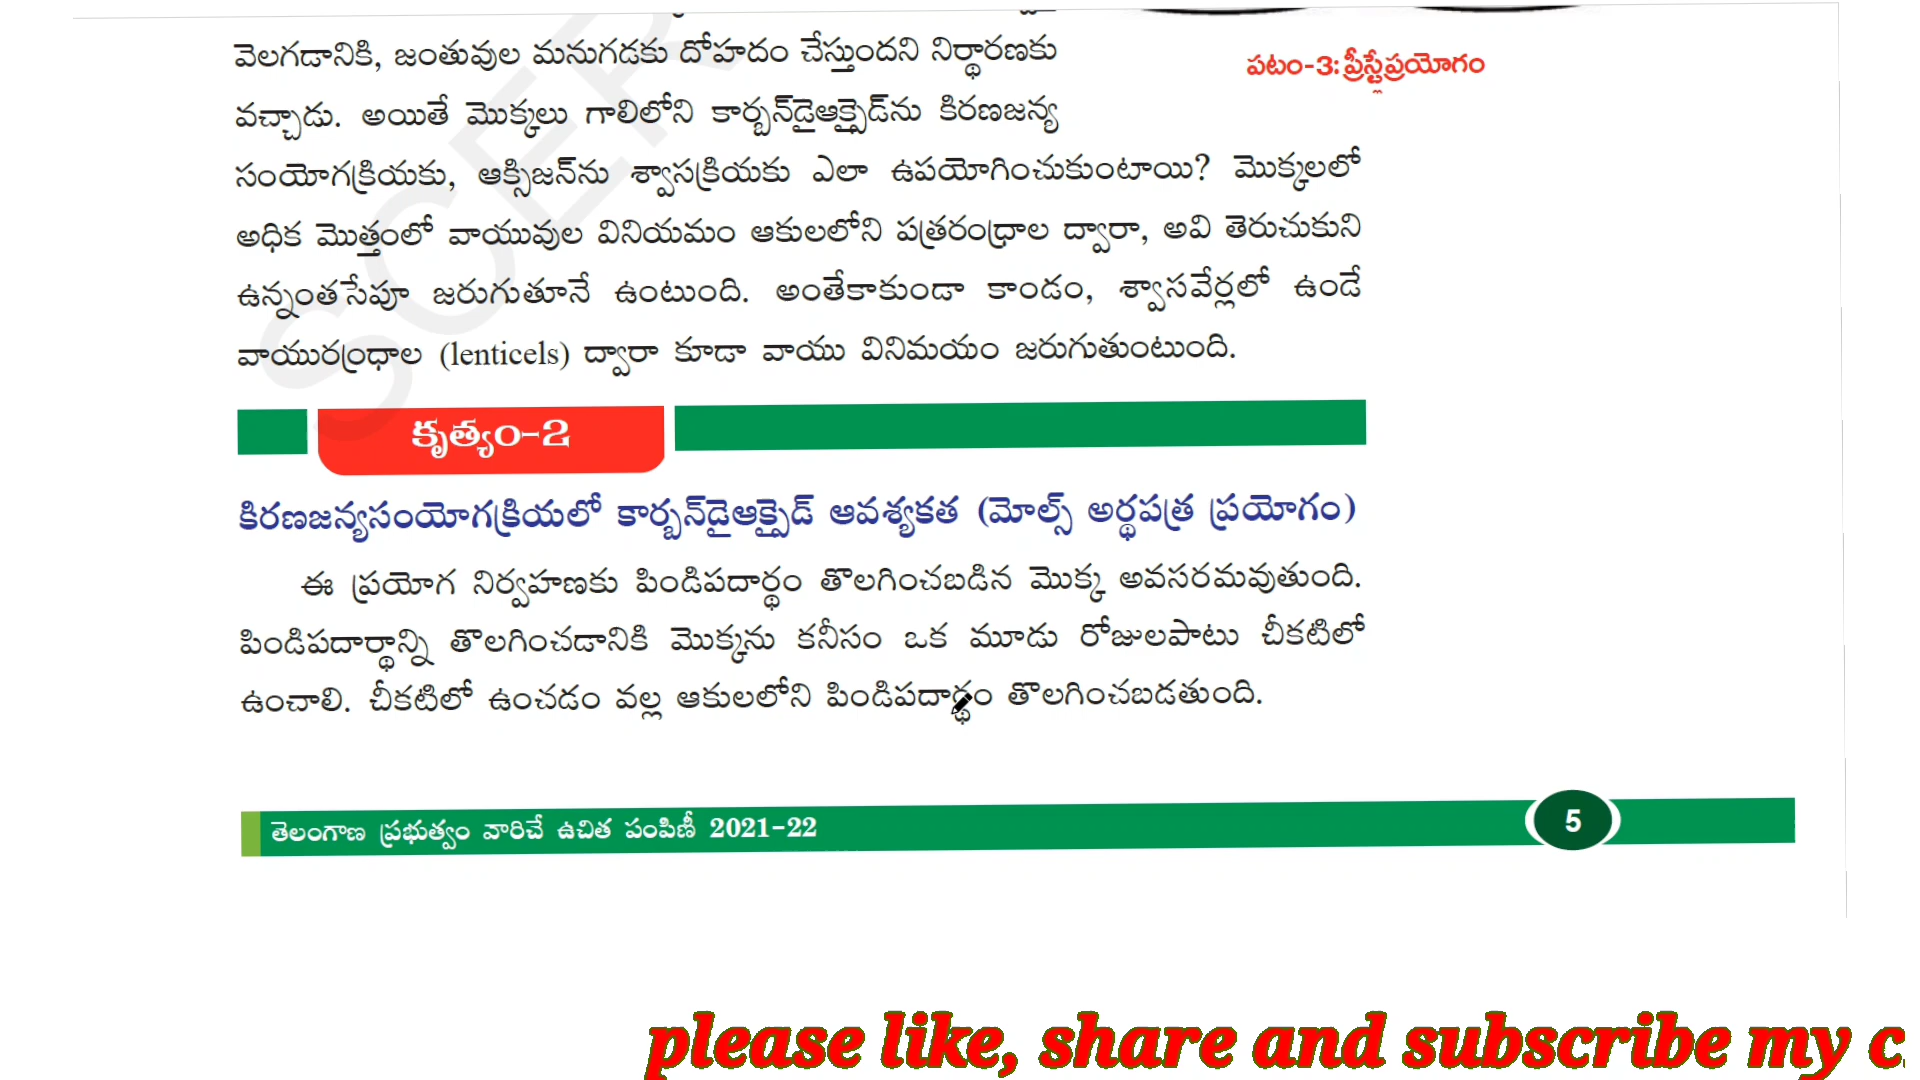 వెలగడానికి, జంతువుల మనుగడకు దోహదం చేస్తుందని నిర్ధారణకు
పటం-3: ప్రీస్ట్లేప్రయోగం
వచ్చాడు. అయితే మొక్కలు గాలిలోని కార్బన్‌డైఆక్సైడ్‌ను కిరణజన్య
సంయోగక్రియకు, ఆక్సిజన్‌ను శ్వాసక్రియకు ఎలా ఉపయోగించుకుంటాయి? మొక్కలలో
అధిక మొత్తంలో వాయువుల వినియమం ఆకులలోని పత్రరంధ్రాల ద్వారా, అవి తెరుచుకుని
ఉన్నంతసేపూ జరుగుతూనే ఉంటుంది. అంతేకాకుండా కాండం, శ్వాసవేర్లలో ఉండే
వాయురంధ్రాల (lenticels) ద్వారా కూడా వాయు వినిమయం జరుగుతుంటుంది.
కృత్యం-2
కిరణజన్యసంయోగక్రియలో కార్బన్‌డైఆక్సైడ్ ఆవశ్యకత (మోల్స్ అర్థపత్ర ప్రయోగం)
ఈ ప్రయోగ నిర్వహణకు పిండిపదార్థం తొలగించబడిన మొక్క అవసరమవుతుంది.
పిండిపదార్థాన్ని తొలగించడానికి మొక్కను కనీసం ఒక మూడు రోజులపాటు చీకటిలో
ఉంచాలి. చీకటిలో ఉంచడం వల్ల ఆకులలోని పిండిపదార్థం తొలగించబడతుంది.
తెలంగాణ ప్రభుత్వం వారిచే ఉచిత పంపిణీ 2021-22
5
please like, share and subscribe my c